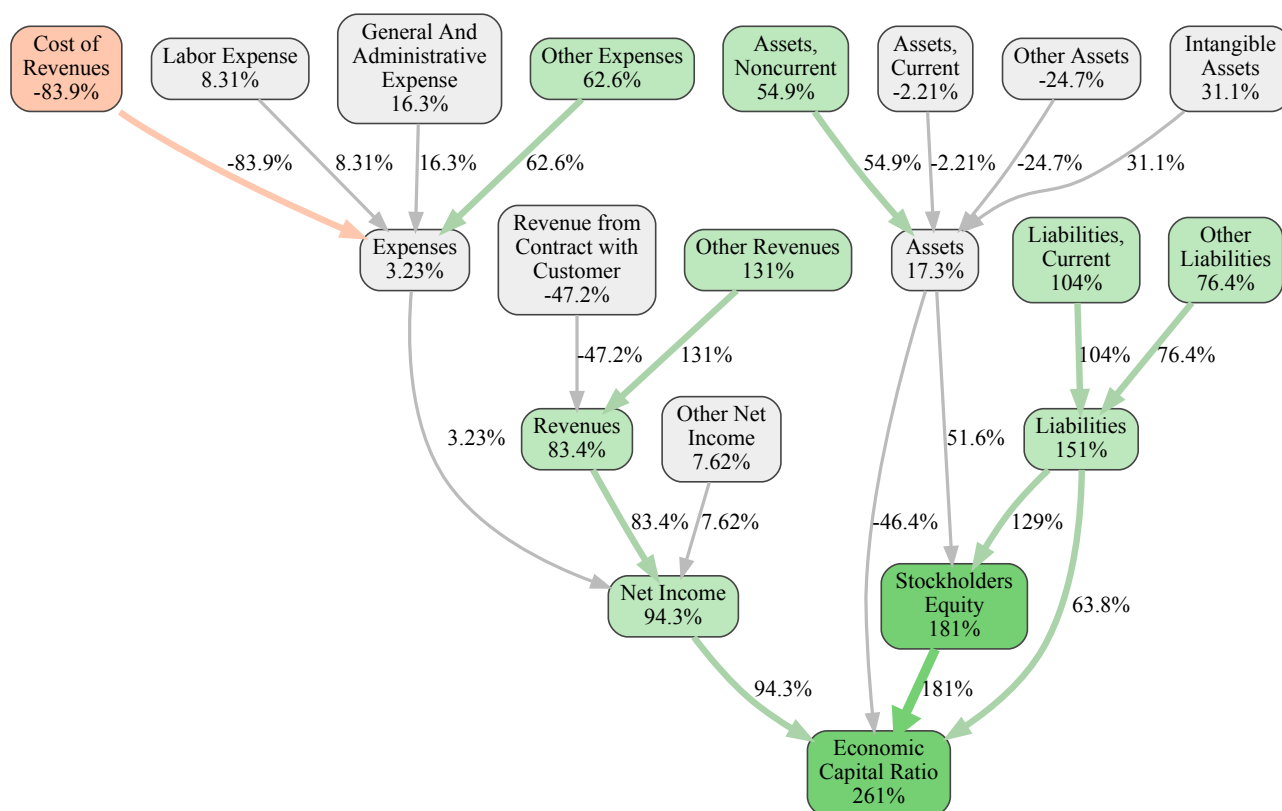 Cost of
Revenues
-83.9%
Labor Expense
8.31%
General And
Administrative
Expense
16.3%
Other Expenses
62.6%
Assets,
Noncurrent
54.9%
Assets,
Current
-2.21%
Other Assets
-24.7%
Intangible
Assets
31.1%
-83.9%
8.31%
16.3%
62.6%
54.9%
-2.21%
-24.7%
31.1%
Expenses
3.23%
Revenue from
Contract with
Customer
-47.2%
Other Revenues
131%
Assets
17.3%
Liabilities,
Current
104%
Other
Liabilities
76.4%
-47.2%
131%
104%
76.4%
3.23%
Revenues
83.4%
Other Net
Income
7.62%
51.6%
Liabilities
151%
83.4%
7.62%
-46.4%
129%
Net Income
94.3%
Stockholders
Equity
181%
63.8%
94.3%
181%
Economic
Capital Ratio
261%